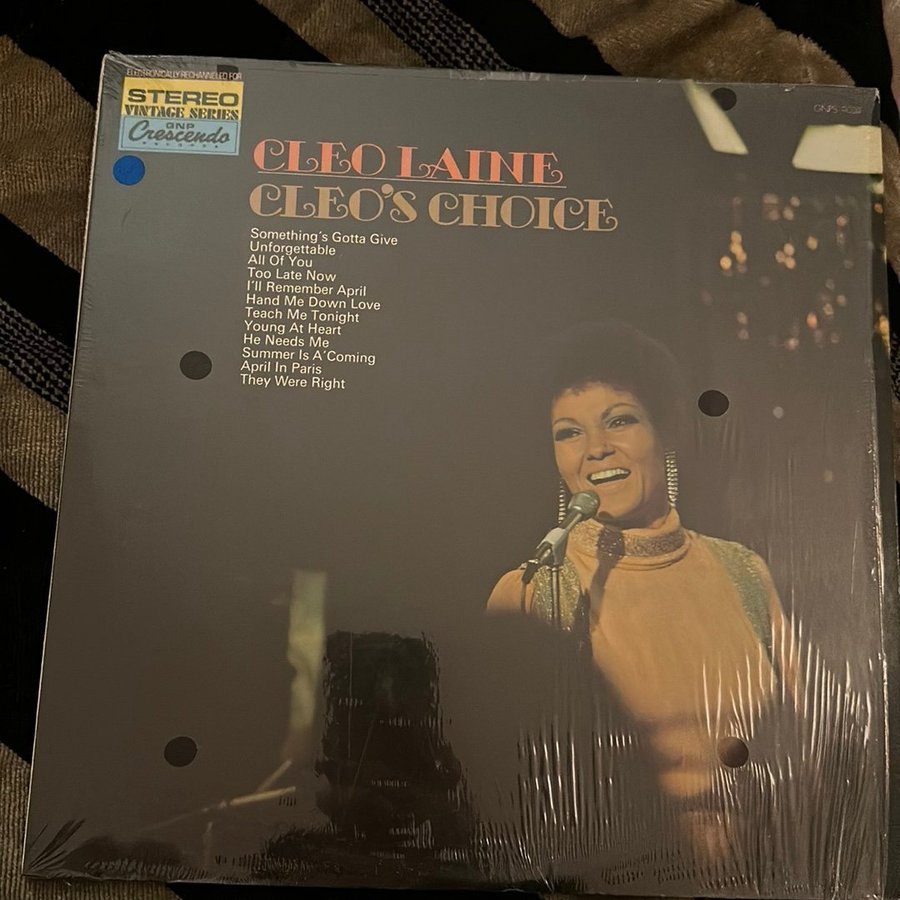 ELECTRONICALLY RECHANNELED FOR
STEREO
VINTAGE SERIES
GNP
Crescendo
RECORDS
GNPS
CLEO LAINE
CLEO'S CHOICE
Something's Gotta Give
Unforgettable
All Of You
Too Late Now
I'll Remember April
Hand Me Down Love
Teach Me Tonight
Young At Heart
He Needs Me
Summer Is A'Coming
April In Paris
They Were Right